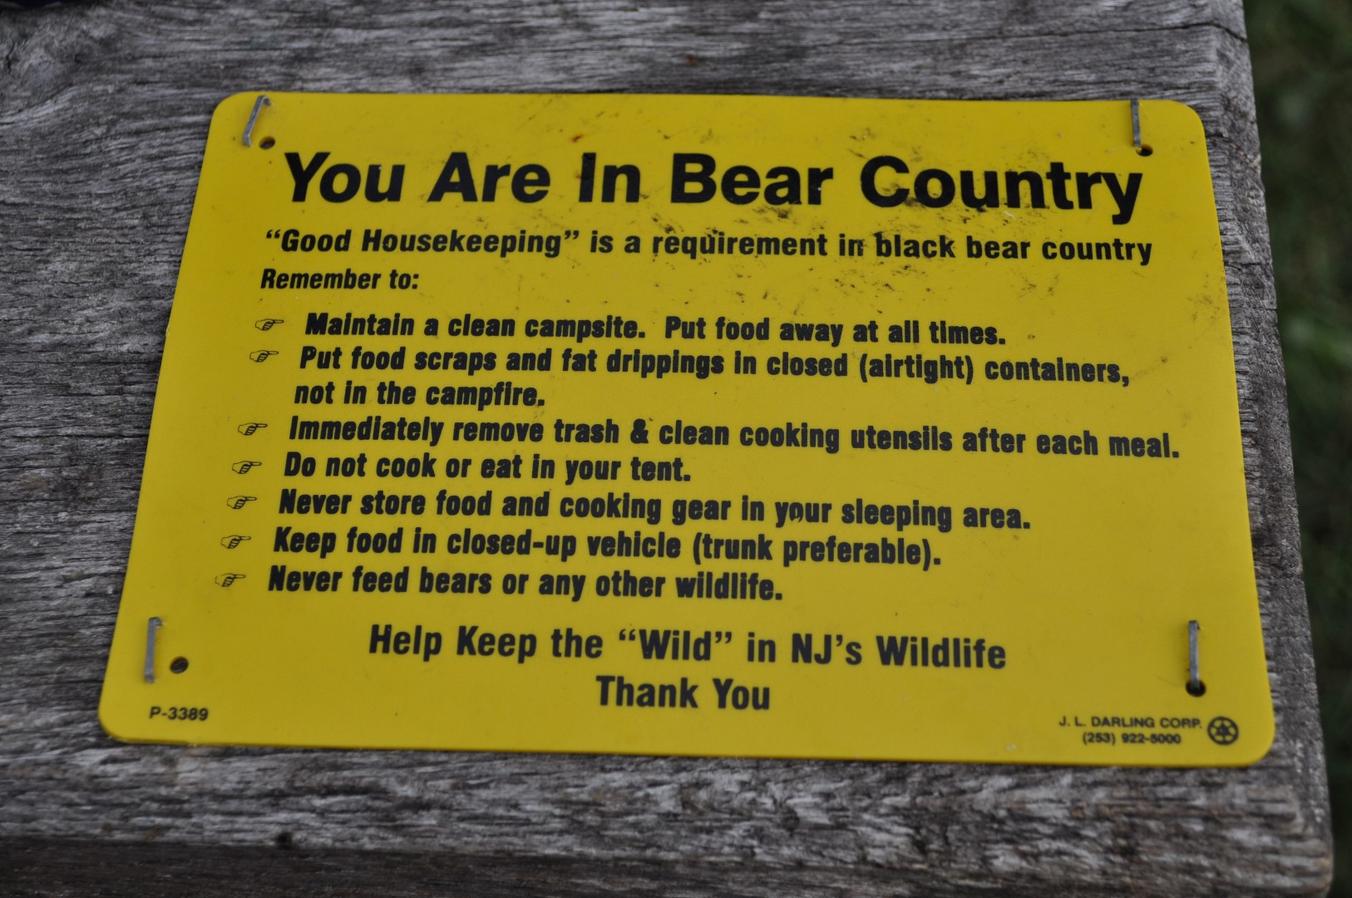 You Are In Bear Country
“Good Housekeeping” is a requirement in black bear country
Remember to:
Maintain a clean campsite. Put food away at all times.
Put food scraps and fat drippings in closed (airtight) containers,
not in the campfire.
Immediately remove trash & clean cooking utensils after each meal.
Do not cook or eat in your tent.
Never store food and cooking gear in your sleeping area.
Keep food in closed-up vehicle (trunk preferable).
Never feed bears or any other wildlife.
Help Keep the “Wild” in NJ's Wildlife
Thank You
P-3389
J. L. DARLING CORP.
(253) 922-5000